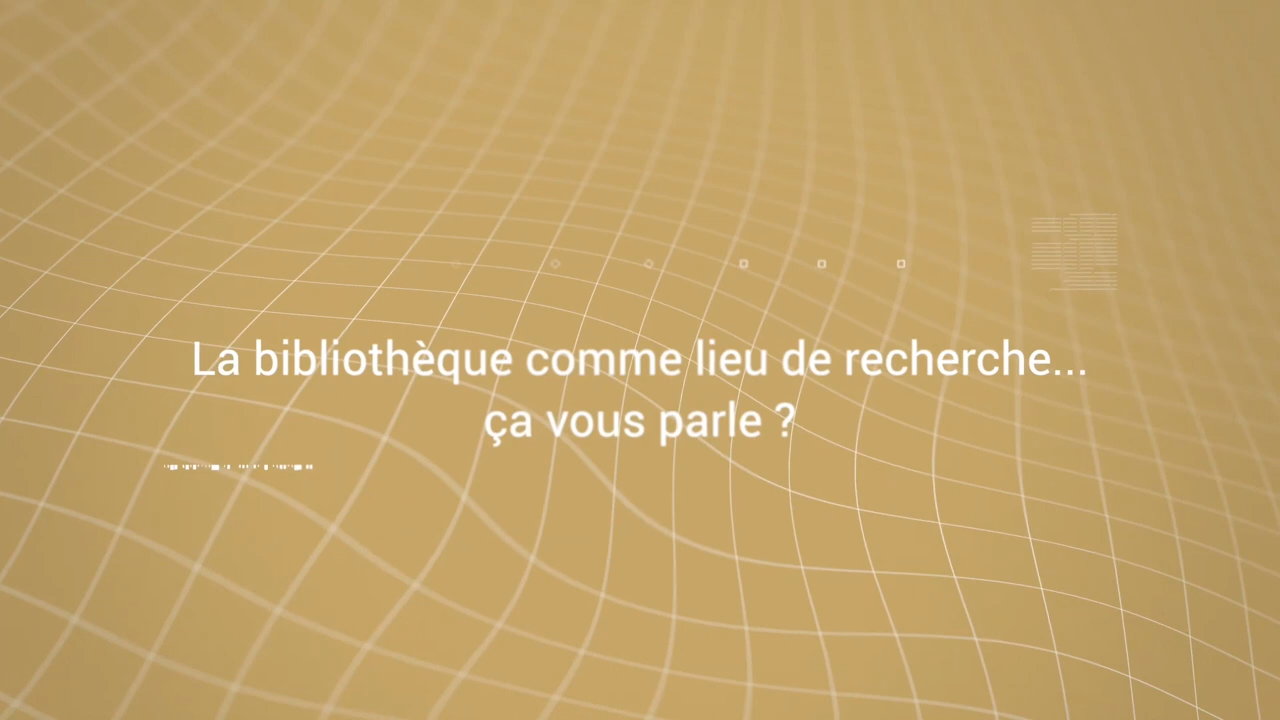 La bibliothèque comme lieu de recherche...
ça vous parle ?